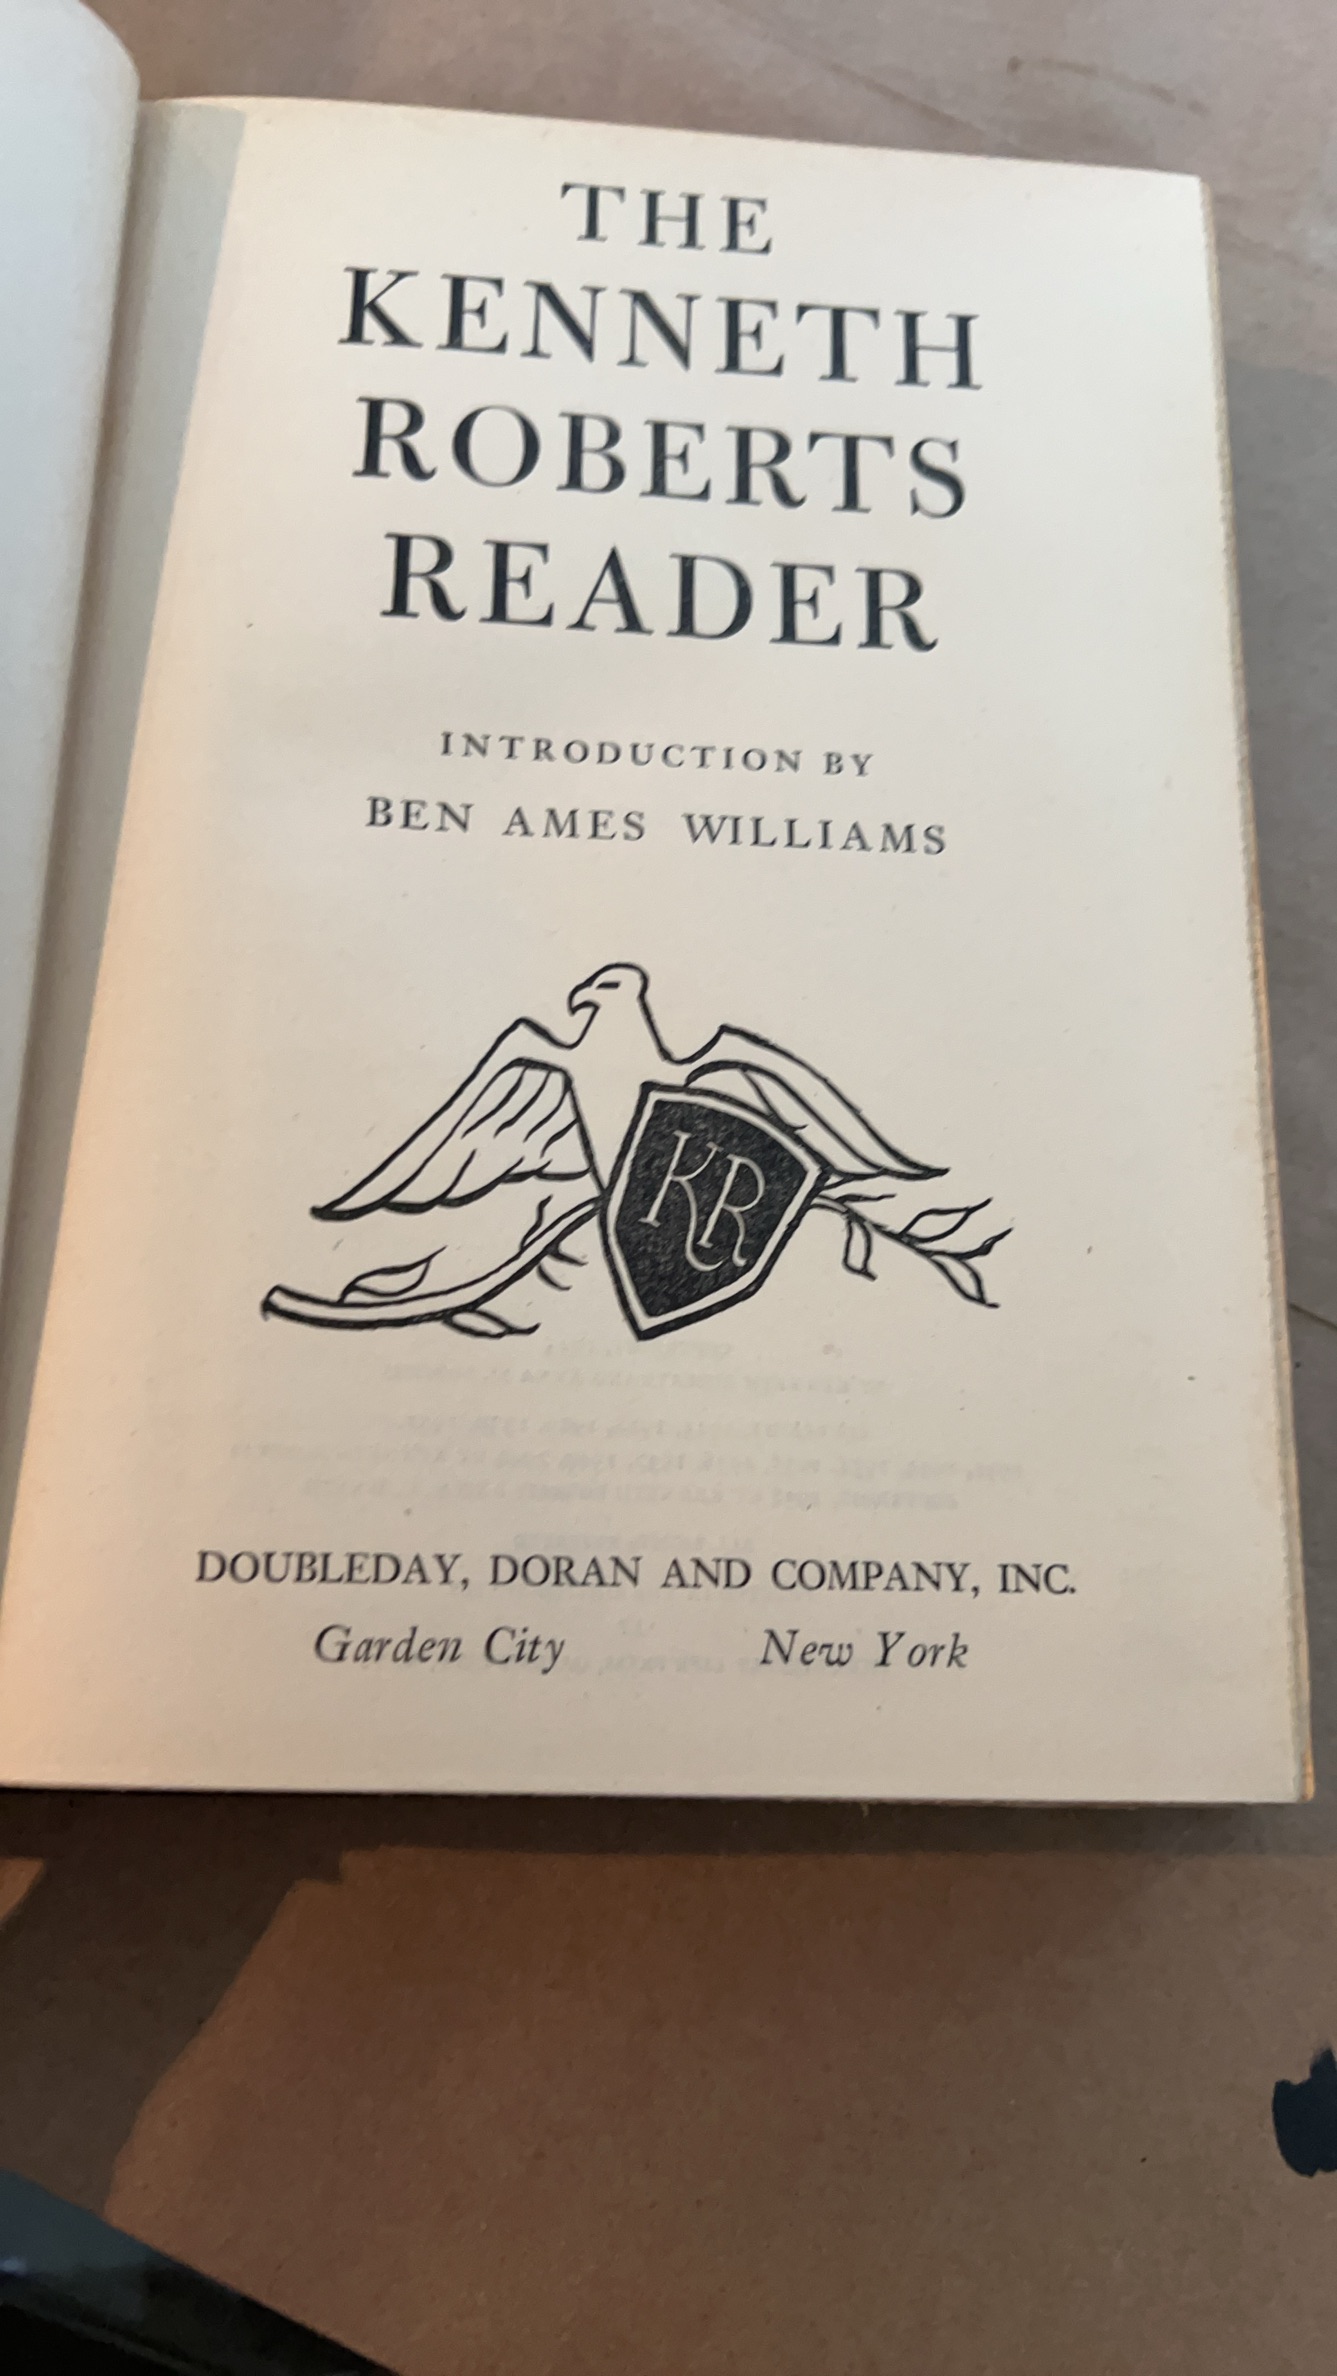 THE
KENNETH
ROBERTS
READER
INTRODUCTION BY
BEN AMES WILLIAMS
KR
DOUBLEDAY, DORAN AND COMPANY, INC.
Garden City New York